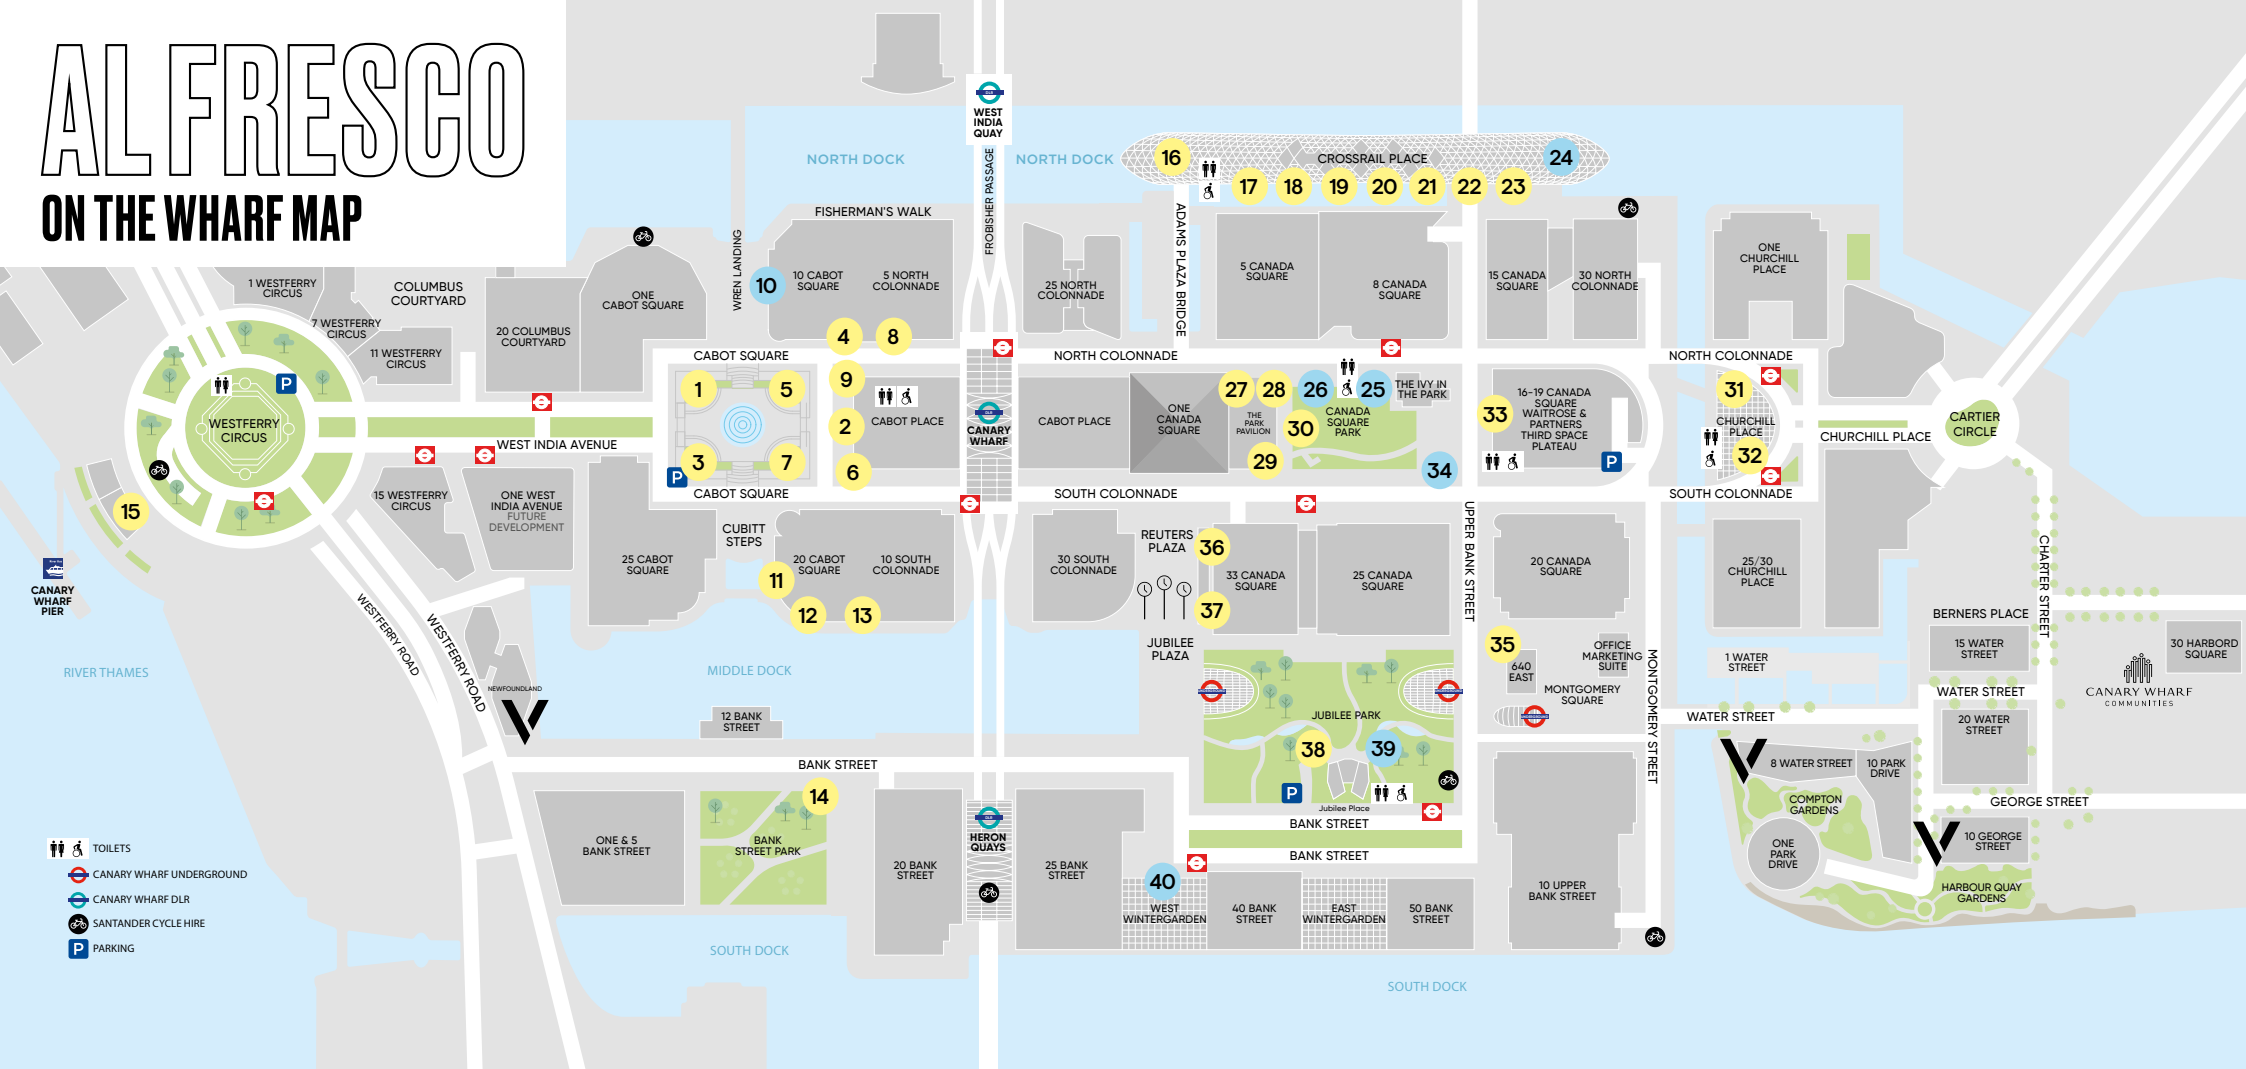 AL FRESCO
ON THE WHARF MAP
WEST
INDIA
QUAY
NORTH DOCK
NORTH DOCK
FROBISHER PASSAGE
16
CROSSRAIL PLACE
24
17
18
19
20
21
22
23
FISHERMAN'S WALK
WREN LANDING
ADAMS PLAZA BRIDGE
1 WESTFERRY
CIRCUS
7 WESTFERRY
CIRCUS
11 WESTFERRY
CIRCUS
COLUMBUS
COURTYARD
20 COLUMBUS
COURTYARD
ONE
CABOT SQUARE
10
10 CABOT
SQUARE
5 NORTH
COLONNADE
25 NORTH
COLONNADE
5 CANADA
SQUARE
8 CANADA
SQUARE
15 CANADA
SQUARE
30 NORTH
COLONNADE
ONE
CHURCHILL
PLACE
4
8
CABOT SQUARE
NORTH COLONNADE
NORTH COLONNADE
P
WESTFERRY
CIRCUS
WEST INDIA AVENUE
1
5
3
7
P
CABOT SQUARE
9
2
6
CABOT PLACE
DLR
CANARY
WHARF
CABOT PLACE
ONE
CANADA
SQUARE
27
28
26
25
THE IVY IN
THE PARK
THE
PARK
PAVILION
30
CANADA
SQUARE
PARK
29
34
33
16-19 CANADA
SQUARE
WAITROSE &
PARTNERS
THIRD SPACE
PLATEAU
P
31
CHURCHILL
PLACE
32
CHURCHILL PLACE
CARTIER
CIRCLE
SOUTH COLONNADE
SOUTH COLONNADE
15
CANARY
WHARF
PIER
RIVER THAMES
15 WESTFERRY
CIRCUS
ONE WEST
INDIA AVENUE
FUTURE
DEVELOPMENT
WESTFERRY ROAD
WESTFERRY ROAD
NEWFOUNDLAND
25 CABOT
SQUARE
CUBITT
STEPS
11
20 CABOT
SQUARE
10 SOUTH
COLONNADE
12
13
30 SOUTH
COLONNADE
REUTERS
PLAZA
36
33 CANADA
SQUARE
37
JUBILEE
PLAZA
25 CANADA
SQUARE
UPPER BANK STREET
20 CANADA
SQUARE
25/30
CHURCHILL
PLACE
CHARTER STREET
BERNERS PLACE
15 WATER
STREET
30 HARBORD
SQUARE
CANARY WHARF
COMMUNITIES
MIDDLE DOCK
12 BANK
STREET
35
640
EAST
OFFICE
MARKETING
SUITE
MONTGOMERY
SQUARE
MONTGOMERY STREET
1 WATER
STREET
WATER STREET
WATER STREET
20 WATER
STREET
JUBILEE PARK
38
39
P
Jubilee Place
BANK STREET
BANK STREET
BANK STREET
14
ONE & 5
BANK STREET
BANK
STREET PARK
20 BANK
STREET
DLR
HERON
QUAYS
25 BANK
STREET
40
WEST
WINTERGARDEN
40 BANK
STREET
EAST
WINTERGARDEN
50 BANK
STREET
10 UPPER
BANK STREET
8 WATER STREET
10 PARK
DRIVE
COMPTON
GARDENS
ONE
PARK
DRIVE
GEORGE STREET
10 GEORGE
STREET
HARBOUR QUAY
GARDENS
SOUTH DOCK
SOUTH DOCK
TOILETS
CANARY WHARF UNDERGROUND
CANARY WHARF DLR
SANTANDER CYCLE HIRE
P PARKING